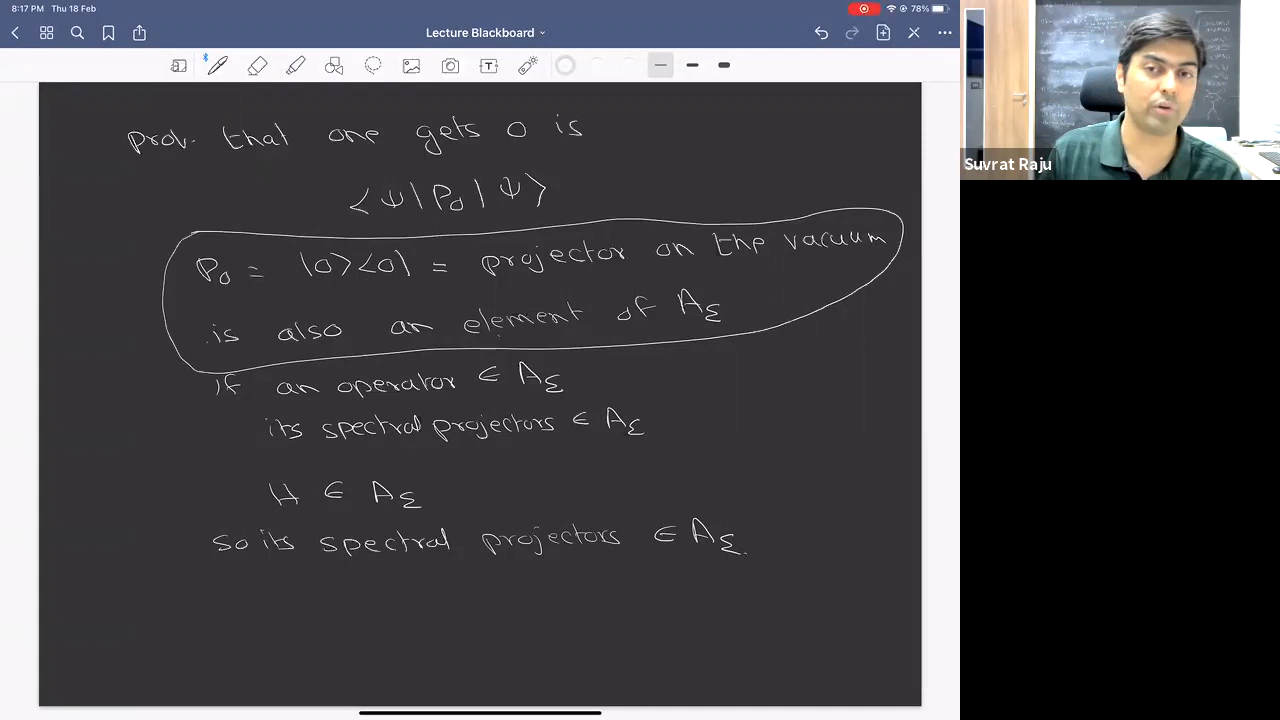 8:17 PM Thu 18 Feb
78%
Lecture Blackboard
prob. that one gets 0 is
<ψ|P₀|ψ>
P₀ = |0><0| = projector on the vacuum
is also an element of A_Σ
if an operator ∈ A_Σ
its spectral projectors ∈ A_Σ
H ∈ A_Σ
so its spectral projectors ∈ A_Σ.
Suvrat Raju